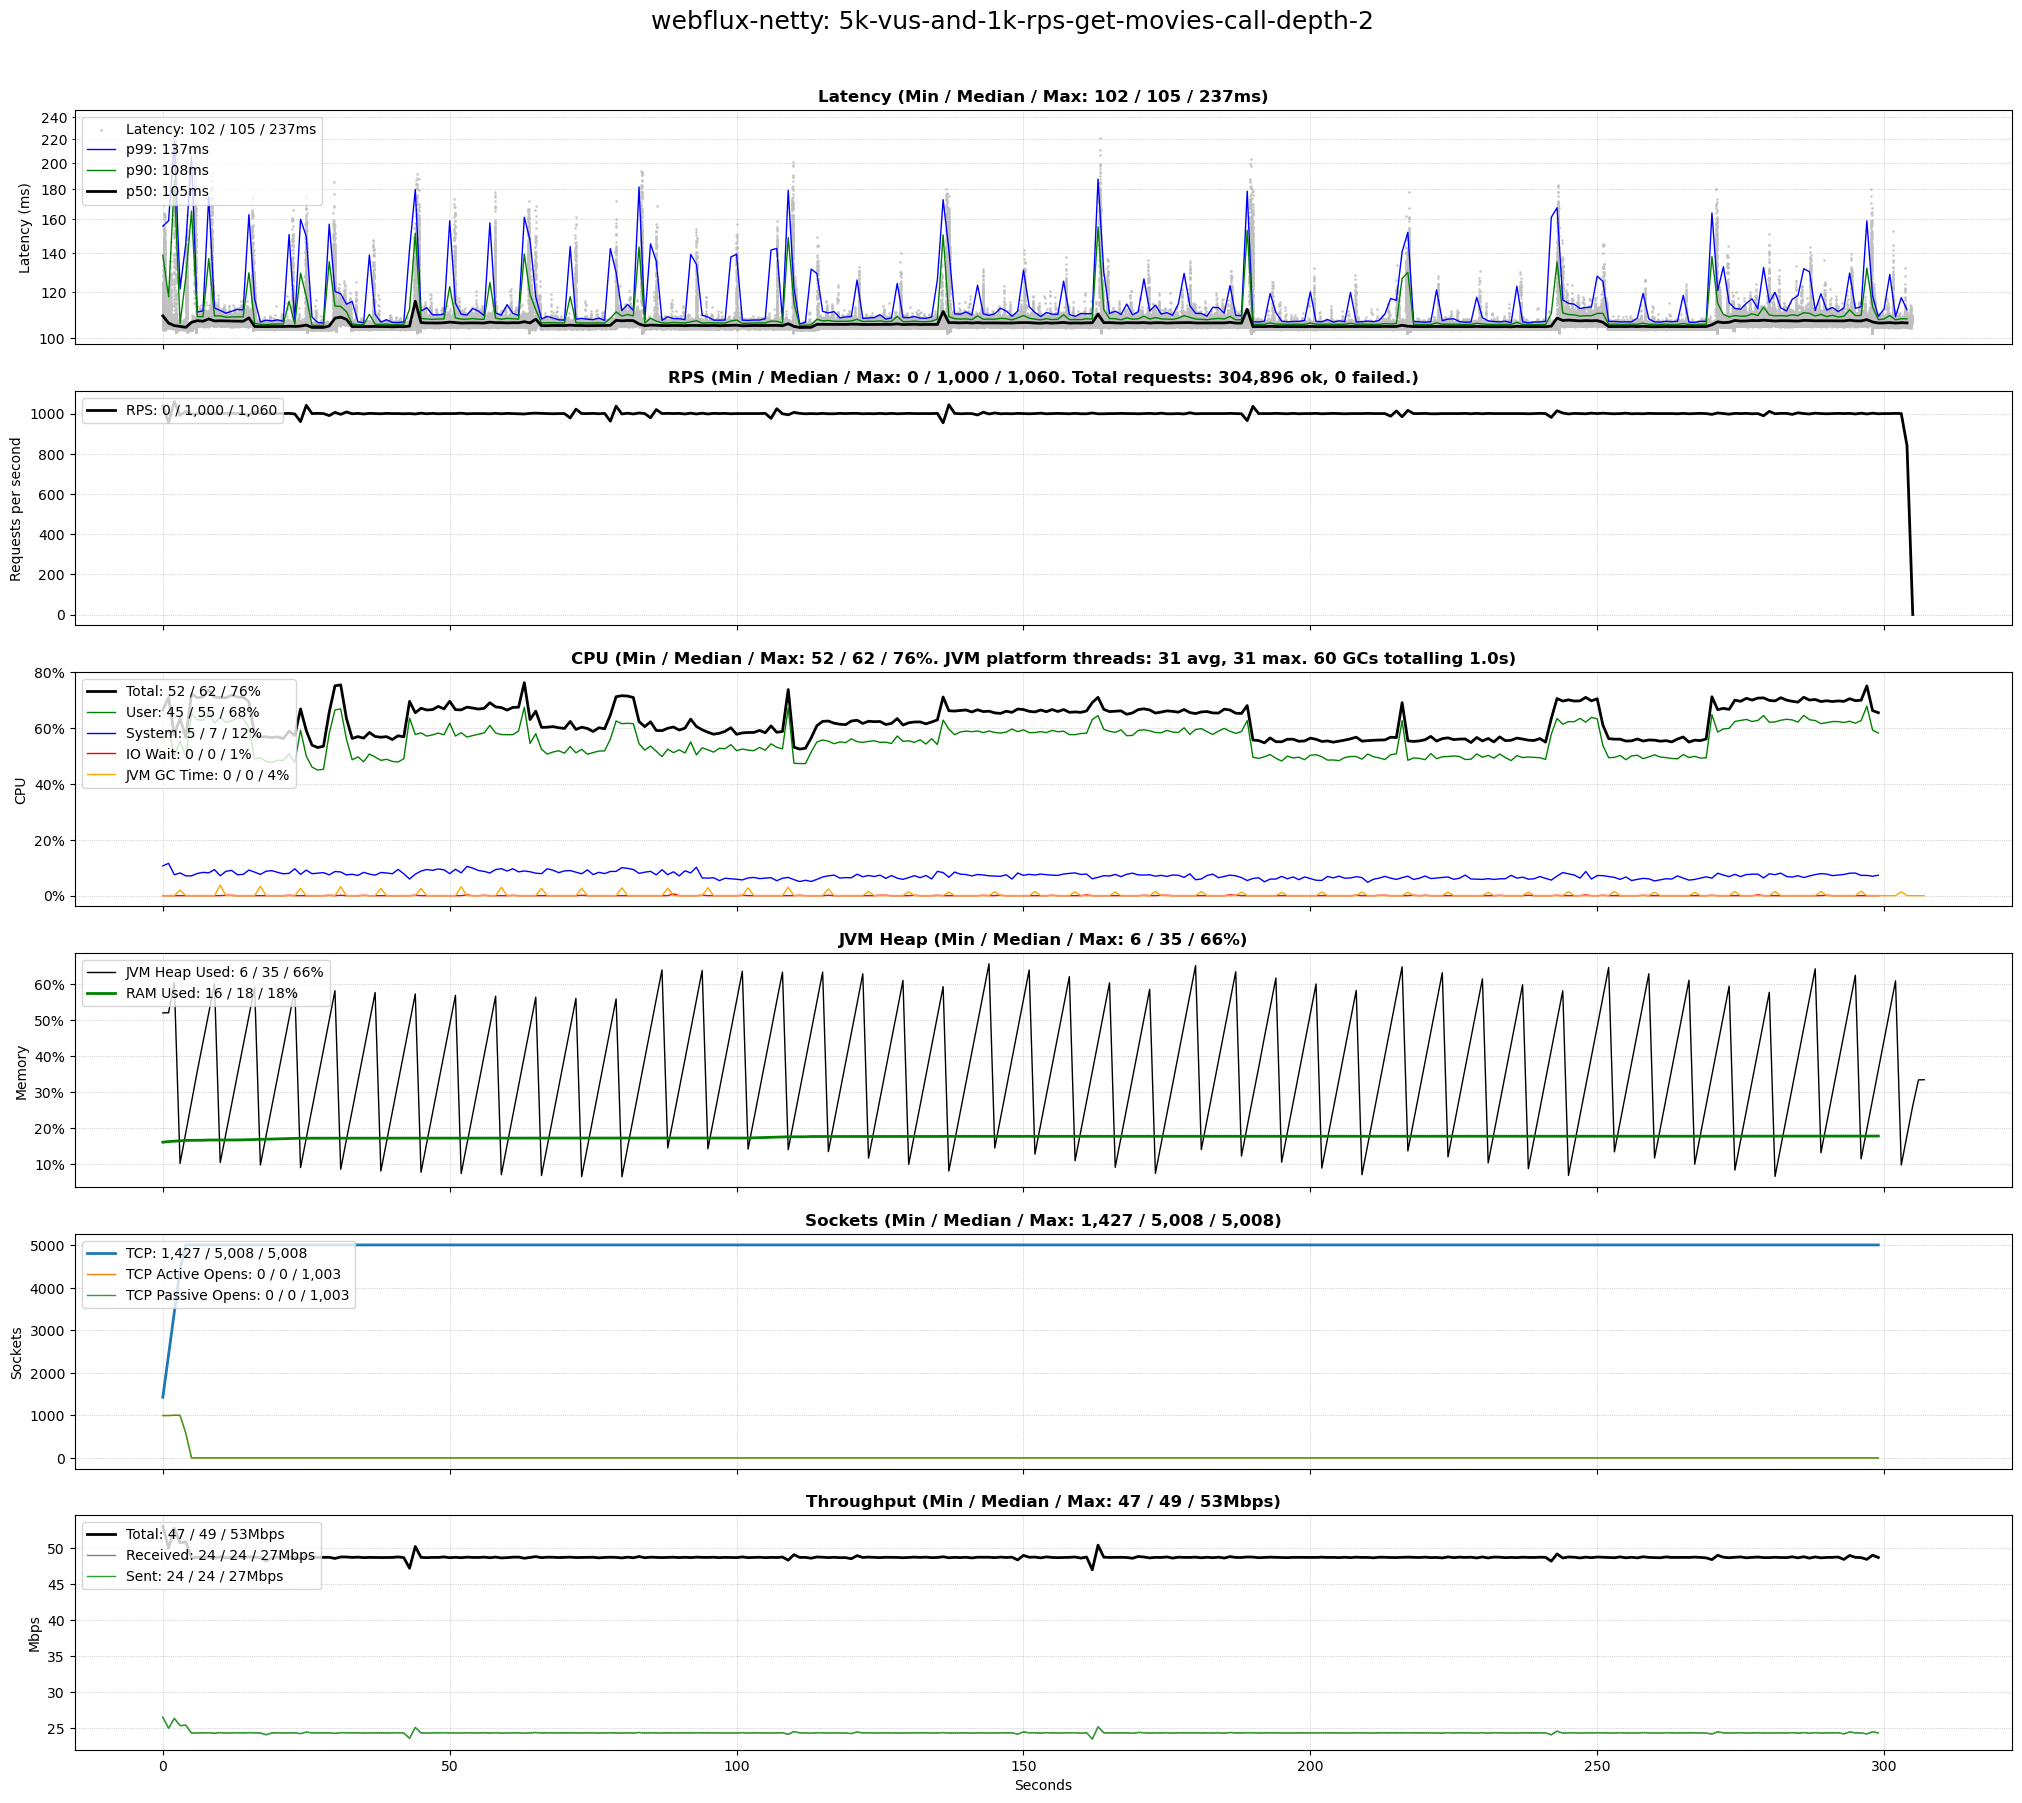 webflux-netty: 5k-vus-and-1k-rps-get-movies-call-depth-2
Latency (Min / Median / Max: 102 / 105 / 237ms)
240
220
200
180
160
140
120
100
Latency (ms)
Latency: 102 / 105 / 237ms
p99: 137ms
p90: 108ms
p50: 105ms
RPS (Min / Median / Max: 0 / 1,000 / 1,060. Total requests: 304,896 ok, 0 failed.)
1000
800
600
400
200
0
Requests per second
RPS: 0 / 1,000 / 1,060
CPU (Min / Median / Max: 52 / 62 / 76%. JVM platform threads: 31 avg, 31 max. 60 GCs totalling 1.0s)
80%
60%
40%
20%
0%
CPU
Total: 52 / 62 / 76%
User: 45 / 55 / 68%
System: 5 / 7 / 12%
IO Wait: 0 / 0 / 1%
JVM GC Time: 0 / 0 / 4%
JVM Heap (Min / Median / Max: 6 / 35 / 66%)
60%
50%
40%
30%
20%
10%
Memory
JVM Heap Used: 6 / 35 / 66%
RAM Used: 16 / 18 / 18%
Sockets (Min / Median / Max: 1,427 / 5,008 / 5,008)
5000
4000
3000
2000
1000
0
Sockets
TCP: 1,427 / 5,008 / 5,008
TCP Active Opens: 0 / 0 / 1,003
TCP Passive Opens: 0 / 0 / 1,003
Throughput (Min / Median / Max: 47 / 49 / 53Mbps)
50
45
40
35
30
25
Mbps
Total: 47 / 49 / 53Mbps
Received: 24 / 24 / 27Mbps
Sent: 24 / 24 / 27Mbps
0 50 100 150 200 250 300
Seconds